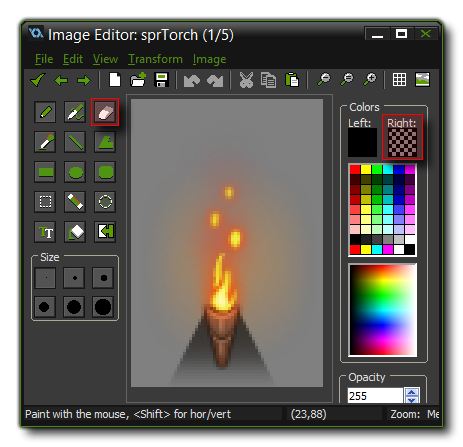 Image Editor: sprTorch (1/5)
File Edit View Transform Image
Colors
Left: Right:
TT
Size
Opacity
255
Paint with the mouse, <Shift> for hor/vert (23,88) Zoom: Me